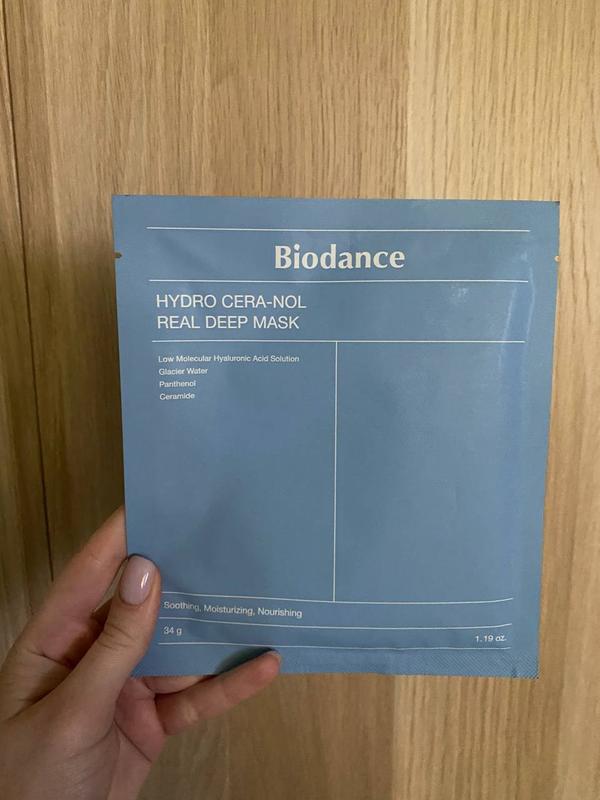 Biodance
HYDRO CERA-NOL
REAL DEEP MASK
Low Molecular Hyaluronic Acid Solution
Glacier Water
Panthenol
Ceramide
Soothing, Moisturizing, Nourishing
34 g
1.19 oz.